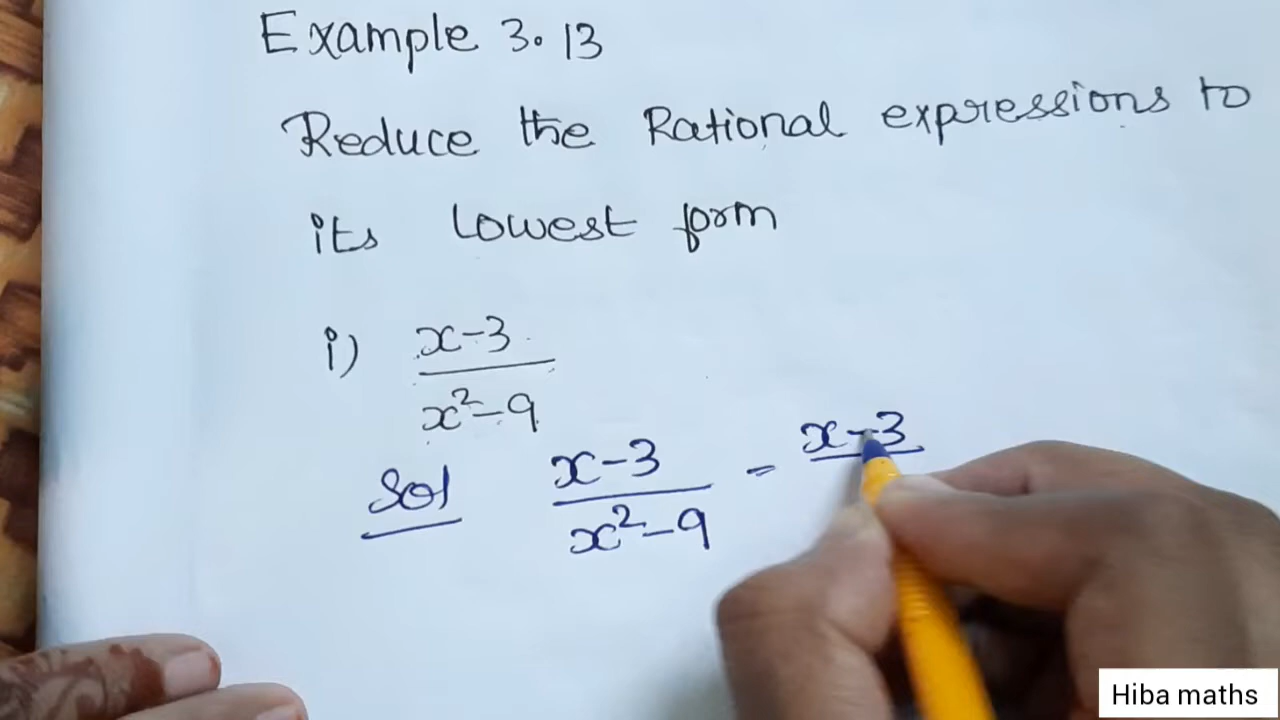 Example 3.13
Reduce the Rational expressions to
its lowest form
i) x-3
x²-9
Sol x-3 = x-3
x²-9
Hiba maths